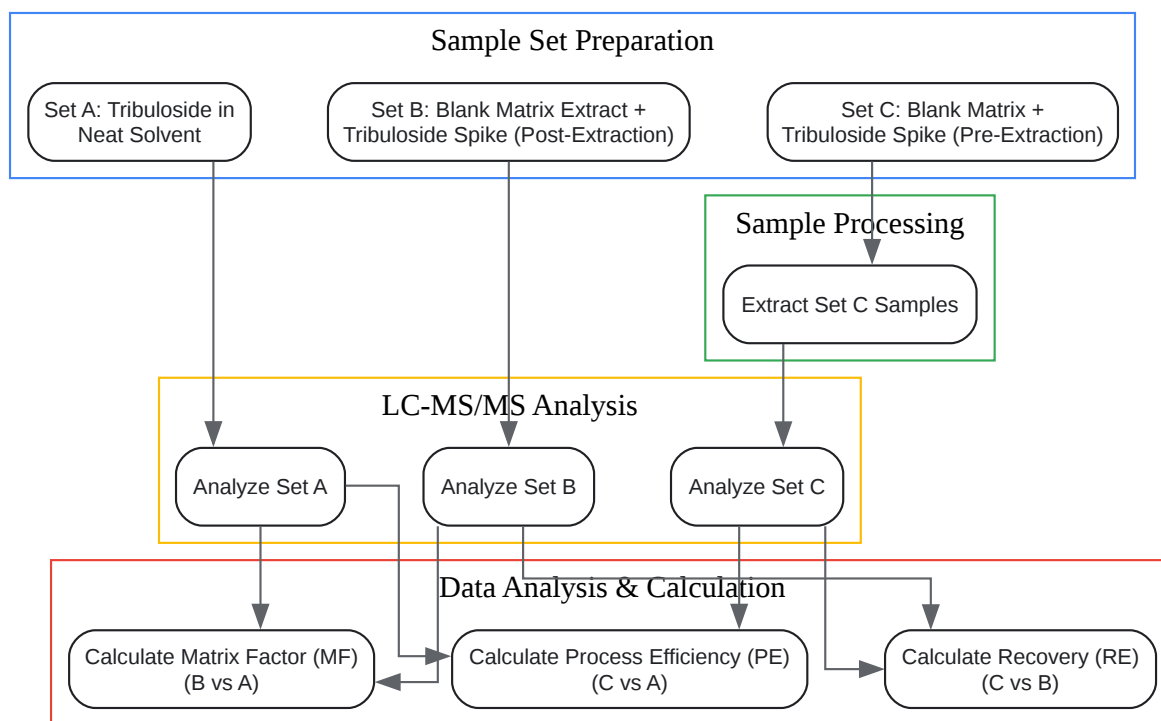 Sample Set Preparation
Set A: Tribuloside in
Neat Solvent
Set B: Blank Matrix Extract +
Tribuloside Spike (Post-Extraction)
Set C: Blank Matrix +
Tribuloside Spike (Pre-Extraction)
Sample Processing
Extract Set C Samples
LC-MS/MS Analysis
Analyze Set A
Analyze Set B
Analyze Set C
Data Analysis & Calculation
Calculate Matrix Factor (MF)
(B vs A)
Calculate Process Efficiency (PE)
(C vs A)
Calculate Recovery (RE)
(C vs B)